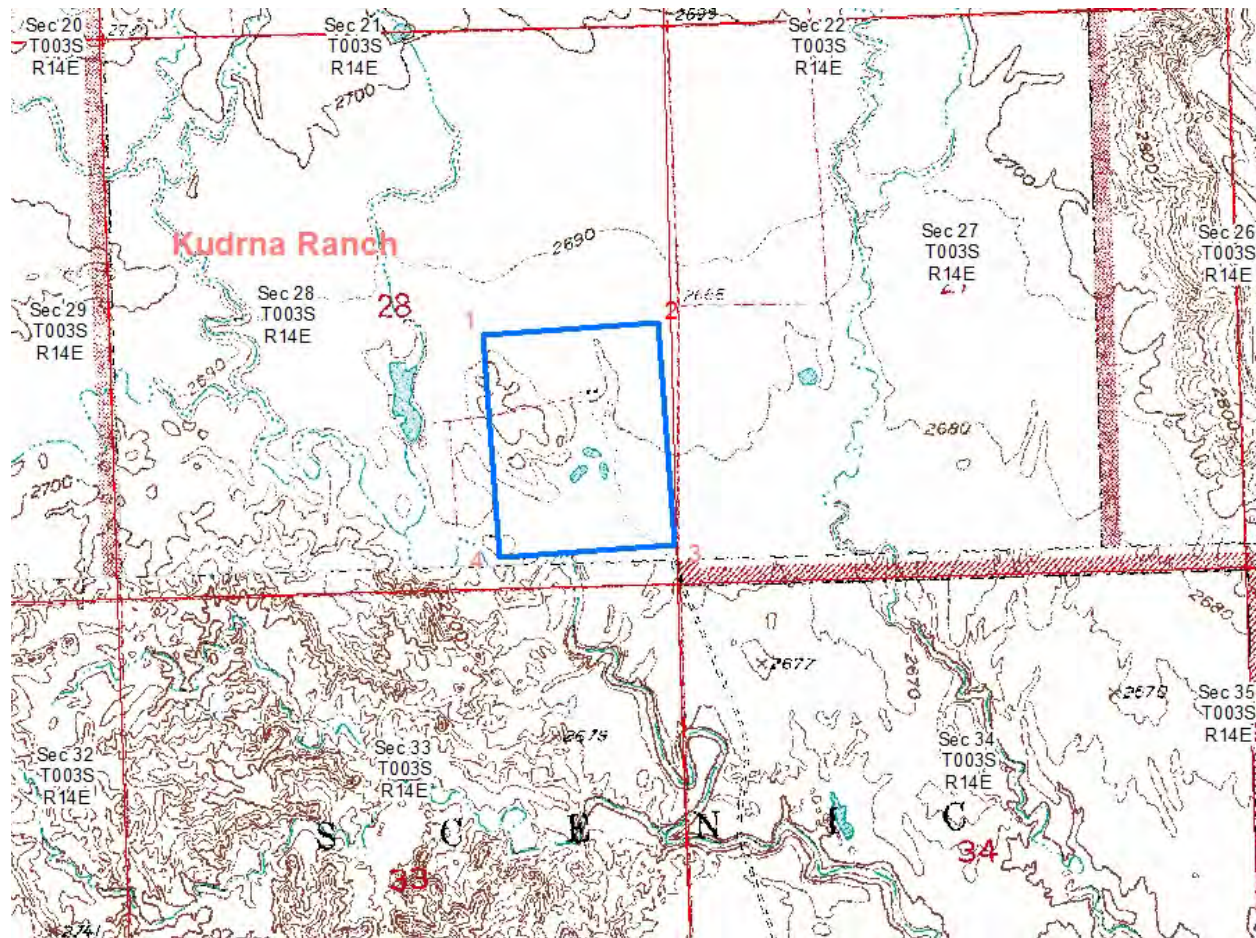 Sec 20
T003S
R14E
Sec 21
T003S
R14E
2699
Sec 22
T003S
R14E
2700
2800
2700
Kudrna Ranch
2690
Sec 27
T003S
R14E
Sec 26
T003S
R14E
Sec 29
T003S
R14E
Sec 28
T003S
R14E
28
1
2
2690
2680
2800
2700
4
3
2680
2677
2670
Sec 35
T003S
R14E
Sec 32
T003S
R14E
Sec 33
T003S
R14E
Sec 34
T003S
R14E
S C E N I C
33
34
2741